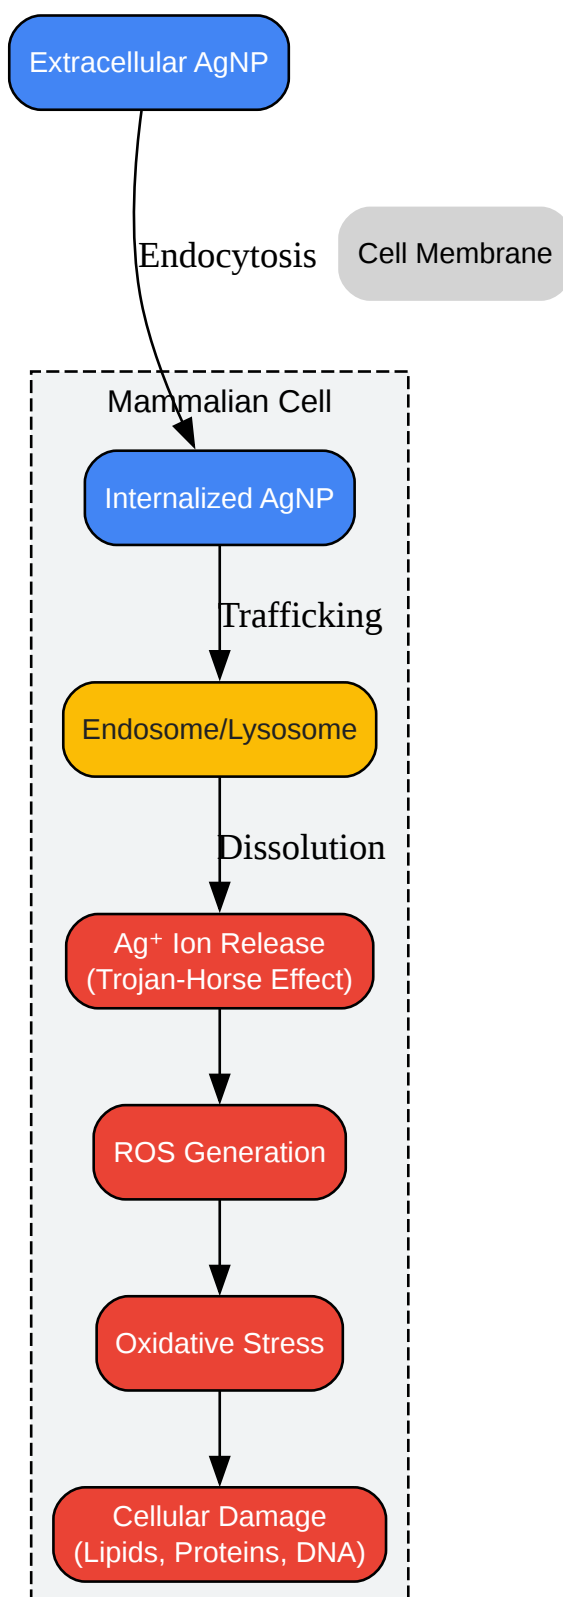 Extracellular AgNP
Endocytosis
Cell Membrane
Mammalian Cell
Internalized AgNP
Trafficking
Endosome/Lysosome
Dissolution
Ag⁺ Ion Release
(Trojan-Horse Effect)
ROS Generation
Oxidative Stress
Cellular Damage
(Lipids, Proteins, DNA)